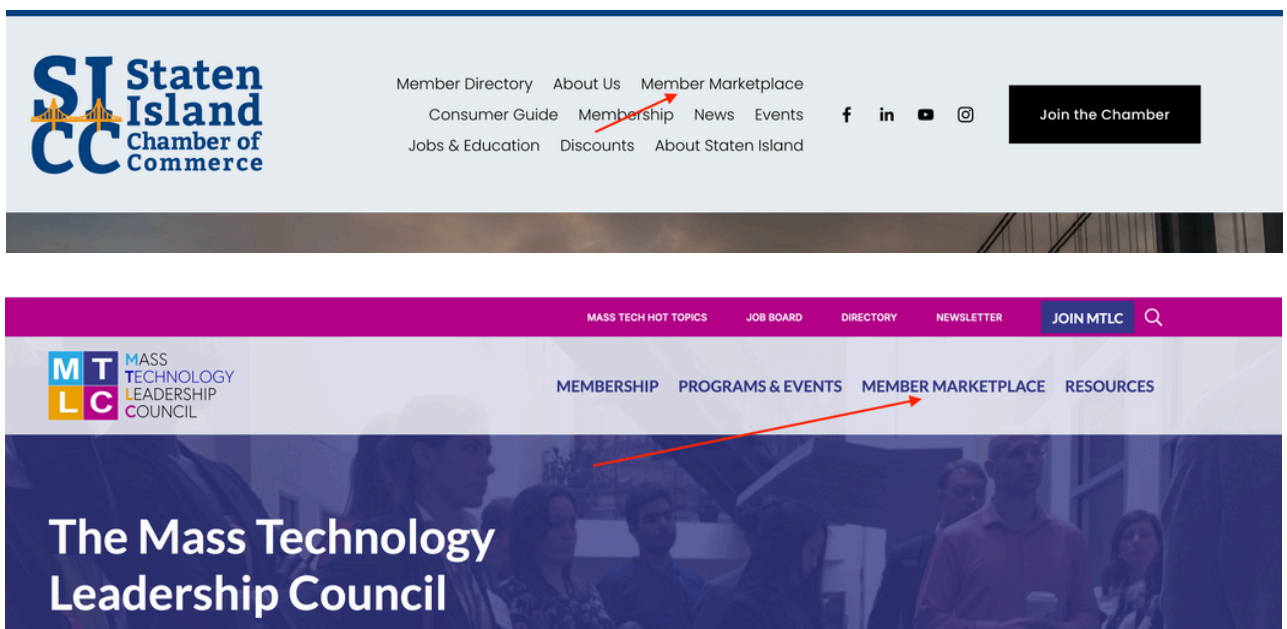 SI Staten
Island
CC Chamber of
Commerce
Member Directory About Us Member Marketplace
Consumer Guide Membership News Events
Jobs & Education Discounts About Staten Island
f in
Join the Chamber
MASS TECH HOT TOPICS JOB BOARD DIRECTORY NEWSLETTER JOIN MTLC
M T
L C
MASS
TECHNOLOGY
LEADERSHIP
COUNCIL
MEMBERSHIP PROGRAMS & EVENTS MEMBER MARKETPLACE RESOURCES
The Mass Technology
Leadership Council